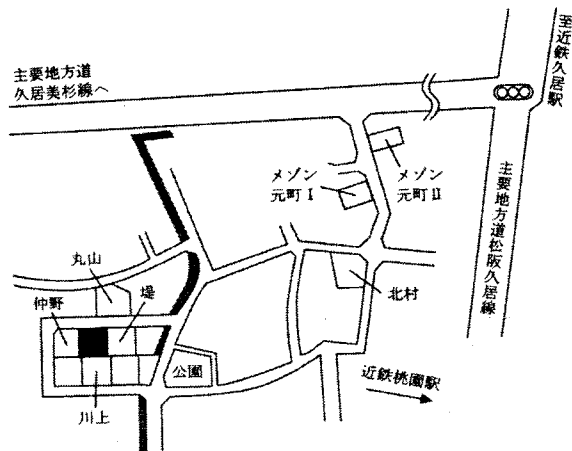 主要地方道
久居美杉線へ
至近鉄久居駅
メゾン
元町Ⅰ
メゾン
元町Ⅱ
主要地方道松阪久居線
丸山
仲野
堤
北村
公園
川上
近鉄桃園駅